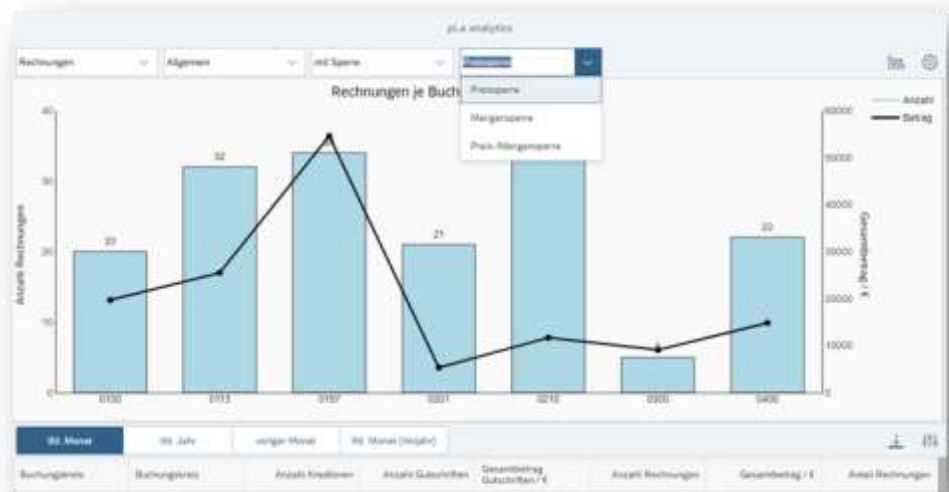 pLa analytics
Rechnungen
Allgemein
mit Sperre
Preissperre
Preissperre
Mengensperre
Preis-/Mengensperre
Rechnungen je Buch
Anzahl
Betrag
Anzahl Rechnungen
40
30
20
10
0
20
32
21
22
60000
50000
40000
30000
20000
10000
0
Gesamtbetrag / €
0100
0113
0197
0201
0210
0300
0400
lfd. Monat
lfd. Jahr
voriger Monat
lfd. Monat (Vorjahr)
Buchungskreis
Buchungskreis
Anzahl Kreditoren
Anzahl Gutschriften
Gesamtbetrag
Gutschriften / €
Anzahl Rechnungen
Gesamtbetrag / €
Anteil Rechnungen